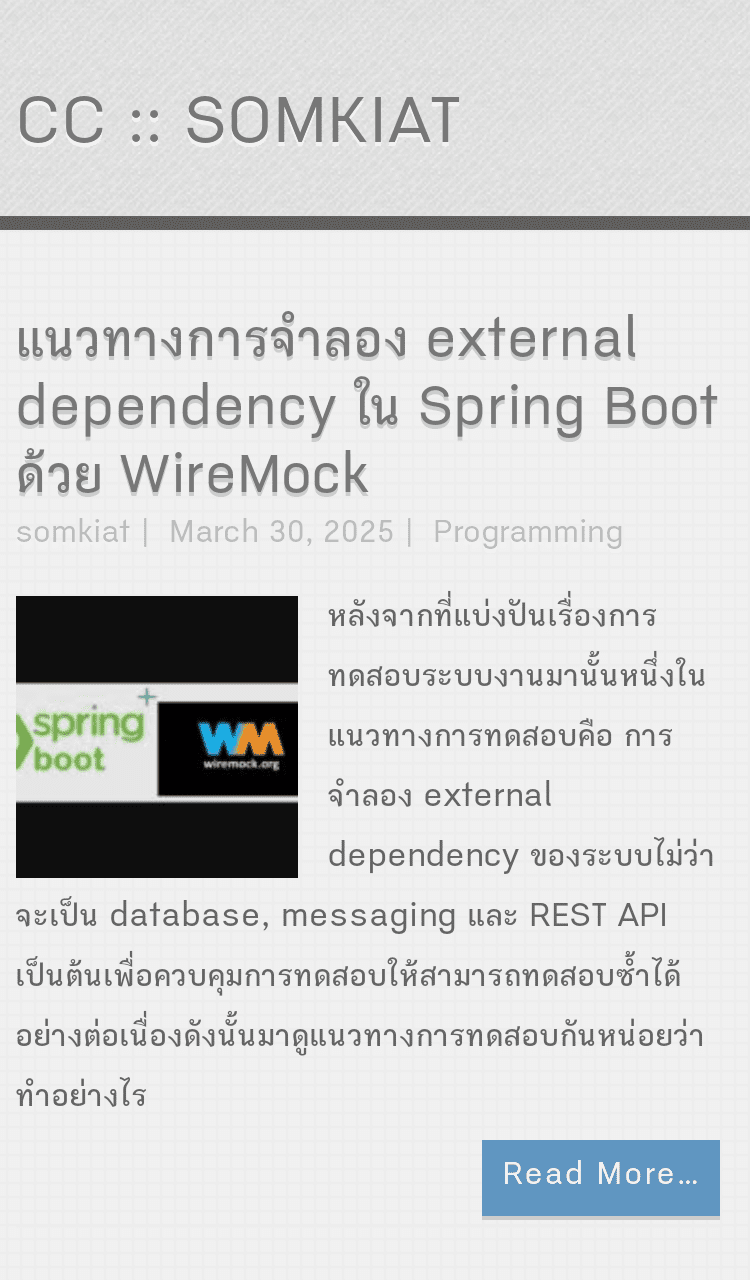 CC :: SOMKIAT
แนวทางการจำลอง external
dependency ใน Spring Boot
ด้วย WireMock
somkiat | March 30, 2025 | Programming
spring
boot
WM
wiremock.org
หลังจากที่แบ่งปันเรื่องการ
ทดสอบระบบงานมานั้นหนึ่งใน
แนวทางการทดสอบคือ การ
จำลอง external
dependency ของระบบไม่ว่า
จะเป็น database, messaging และ REST API
เป็นต้นเพื่อควบคุมการทดสอบให้สามารถทดสอบซ้ำได้
อย่างต่อเนื่องดังนั้นมาดูแนวทางการทดสอบกันหน่อยว่า
ทำอย่างไร
Read More…